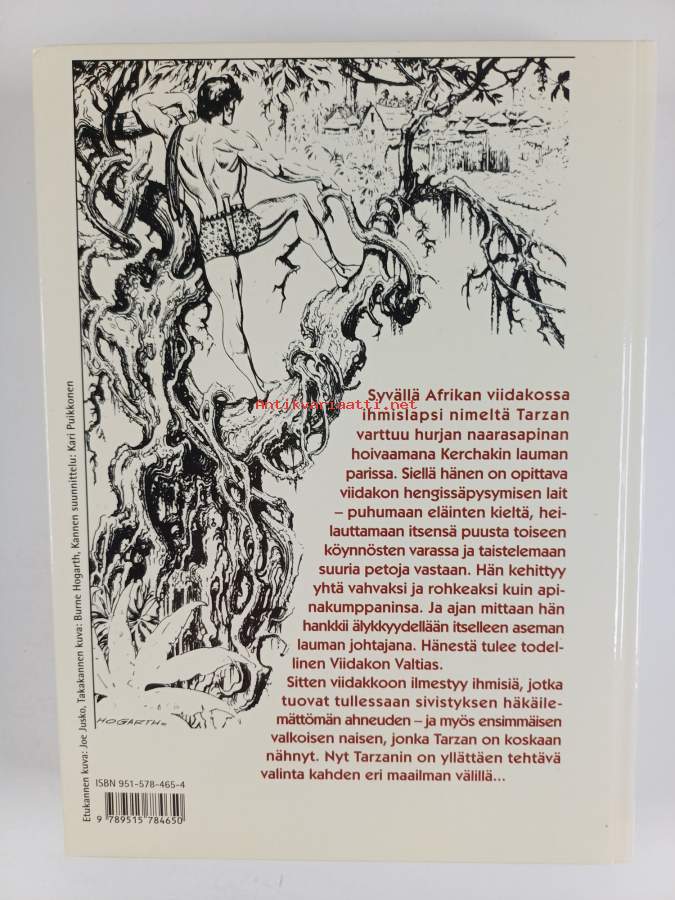 Syvällä Afrikan viidakossa
ihmislapsi nimeltä Tarzan
varttuu hurjan naarasapinan
hoivaamana Kerchakin lauman
parissa. Siellä hänen on opittava
viidakon hengissäpysymisen lait
– puhumaan eläinten kieltä, hei-
lauttamaan itsensä puusta toiseen
köynnösten varassa ja taistelemaan
suuria petoja vastaan. Hän kehittyy
yhtä vahvaksi ja rohkeaksi kuin api-
nakumppaninsa. Ja ajan mittaan hän
hankkii älykkyydellään itselleen aseman
lauman johtajana. Hänestä tulee todel-
linen Viidakon Valtias.
Sitten viidakkoon ilmestyy ihmisiä, jotka
tuovat tullessaan sivistyksen häkäile-
mättömän ahneuden – ja myös ensimmäisen
valkoisen naisen, jonka Tarzan on koskaan
nähnyt. Nyt Tarzanin on yllättäen tehtävä
valinta kahden eri maailman välillä...
Antikvariaatti.net
HOGARTH
Etukannen kuva: Joe Jusko, Takakannen kuva: Burne Hogarth, Kannen suunnittelu: Kari Puikkonen
ISBN 951-578-465-4
9 789515 784650